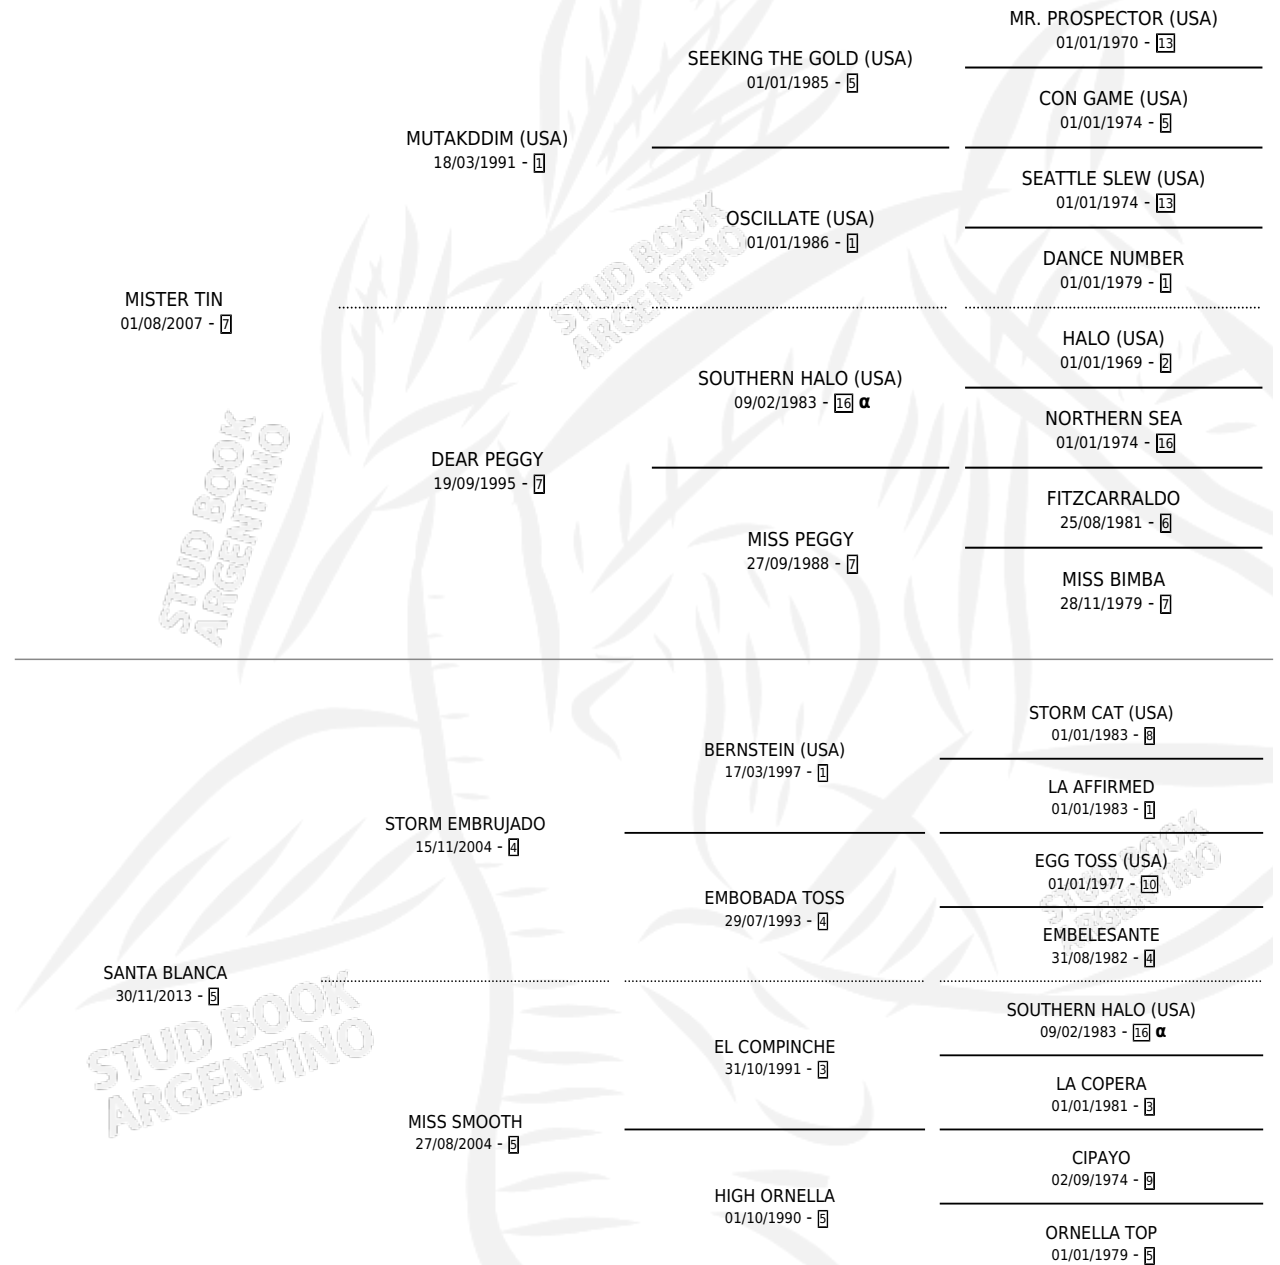 MISTER TIN
01/08/2007 - 7
MUTAKDDIM (USA)
18/03/1991 - 1
DEAR PEGGY
19/09/1995 - 7
SEEKING THE GOLD (USA)
01/01/1985 - 5
OSCILLATE (USA)
01/01/1986 - 1
SOUTHERN HALO (USA)
09/02/1983 - 16 α
MISS PEGGY
27/09/1988 - 7
MR. PROSPECTOR (USA)
01/01/1970 - 13
CON GAME (USA)
01/01/1974 - 5
SEATTLE SLEW (USA)
01/01/1974 - 13
DANCE NUMBER
01/01/1979 - 1
HALO (USA)
01/01/1969 - 2
NORTHERN SEA
01/01/1974 - 16
FITZCARRALDO
25/08/1981 - 6
MISS BIMBA
28/11/1979 - 7
SANTA BLANCA
30/11/2013 - 5
STORM EMBRUJADO
15/11/2004 - 4
MISS SMOOTH
27/08/2004 - 5
BERNSTEIN (USA)
17/03/1997 - 1
EMBOBADA TOSS
29/07/1993 - 4
EL COMPINCHE
31/10/1991 - 3
HIGH ORNELLA
01/10/1990 - 5
STORM CAT (USA)
01/01/1983 - 8
LA AFFIRMED
01/01/1983 - 1
EGG TOSS (USA)
01/01/1977 - 10
EMBELESANTE
31/08/1982 - 4
SOUTHERN HALO (USA)
09/02/1983 - 16 α
LA COPERA
01/01/1981 - 3
CIPAYO
02/09/1974 - 9
ORNELLA TOP
01/01/1979 - 5
STUD BOOK
ARGENTINO
STUD BOOK
ARGENTINO
STUD BOOK
ARGENTINO
STUD BOOK
ARGENTINO